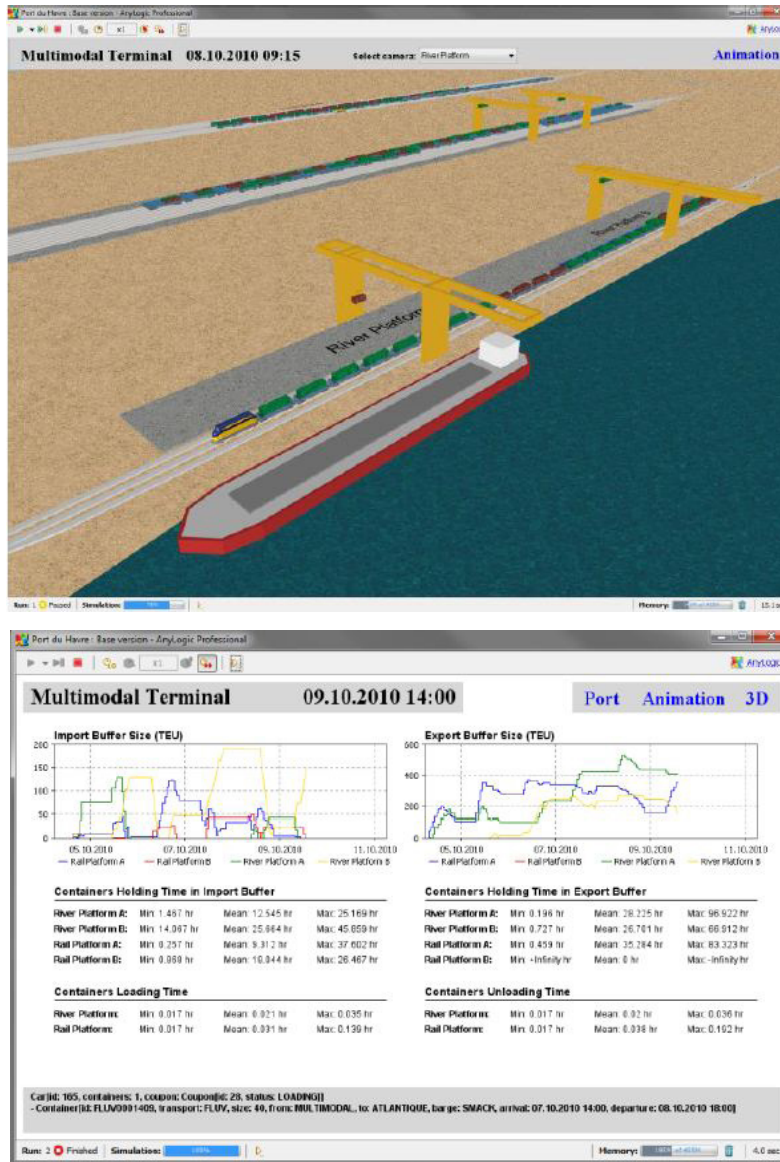 Port du Havre : Base version - AnyLogic Professional
x1
Multimodal Terminal 08.10.2010 09:15 Select camera: River Platform Animation
River Platform B
River Platform
Run: 1 Paused Simulation:
Memory:
Port du Havre : Base version - AnyLogic Professional
x1 AnyLogic
Multimodal Terminal 09.10.2010 14:00 Port Animation 3D
Import Buffer Size (TEU) Export Buffer Size (TEU)
200 600
150 400
100 200
50
0 0
05.10.2010 07.10.2010 09.10.2010 11.10.2010 05.10.2010 07.10.2010 09.10.2010 11.10.2010
Rail Platform A Rail Platform B River Platform A River Platform B Rail Platform A Rail Platform B River Platform A River Platform B
Containers Holding Time in Import Buffer Containers Holding Time in Export Buffer
River Platform A: Min: 1.467 hr Mean: 12.545 hr Max: 25.169 hr River Platform A: Min: 0.196 hr Mean: 28.225 hr Max: 96.922 hr
River Platform B: Min: 14.067 hr Mean: 25.664 hr Max: 45.859 hr River Platform B: Min: 0.727 hr Mean: 26.701 hr Max: 66.912 hr
Rail Platform A: Min: 0.257 hr Mean: 9.312 hr Max: 37.602 hr Rail Platform A: Min: 0.459 hr Mean: 35.284 hr Max: 83.323 hr
Rail Platform B: Min: Mean: Max: 26.467 hr Rail Platform B: Min: +Infinity hr Mean: 0 hr Max: -Infinity hr
Containers Loading Time Containers Unloading Time
River Platform: Min: 0.017 hr Mean: 0.021 hr Max: 0.035 hr River Platform: Min: 0.017 hr Mean: 0.02 hr Max: 0.036 hr
Rail Platform: Min: 0.017 hr Mean: 0.031 hr Max: 0.139 hr Rail Platform: Min: 0.017 hr Mean: 0.038 hr Max: 0.192 hr
Car[id: 165, containers: 1, coupon: Coupon[id: 28, status: LOADING]]
- Container[id: FLUV0001409, transport: FLUV, size: 40, from: MULTIMODAL, to: ATLANTIQUE, barge: SMACK, arrival: 07.10.2010 14:00, departure: 08.10.2010 18:00]
Run: 2 Finished Simulation: 100% Memory: 4.0 sec